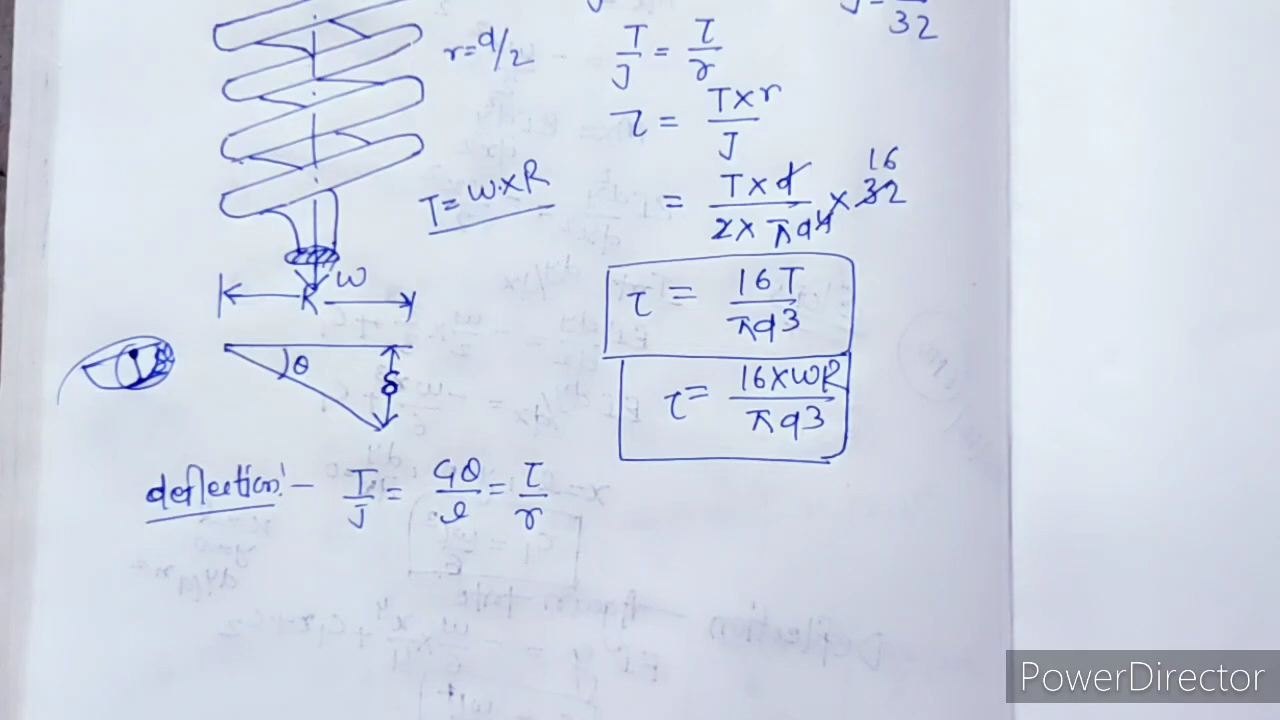 J = ──
32
r = d/2
T/J = τ/r
τ = T×r/J
T = W×R
= T×d/2×πd4 × 32
16
W
R
τ = 16T/πd3
θ
δ
τ = 16×WR/πd3
deflection:- T/J = Gθ/l = τ/r
PowerDirector